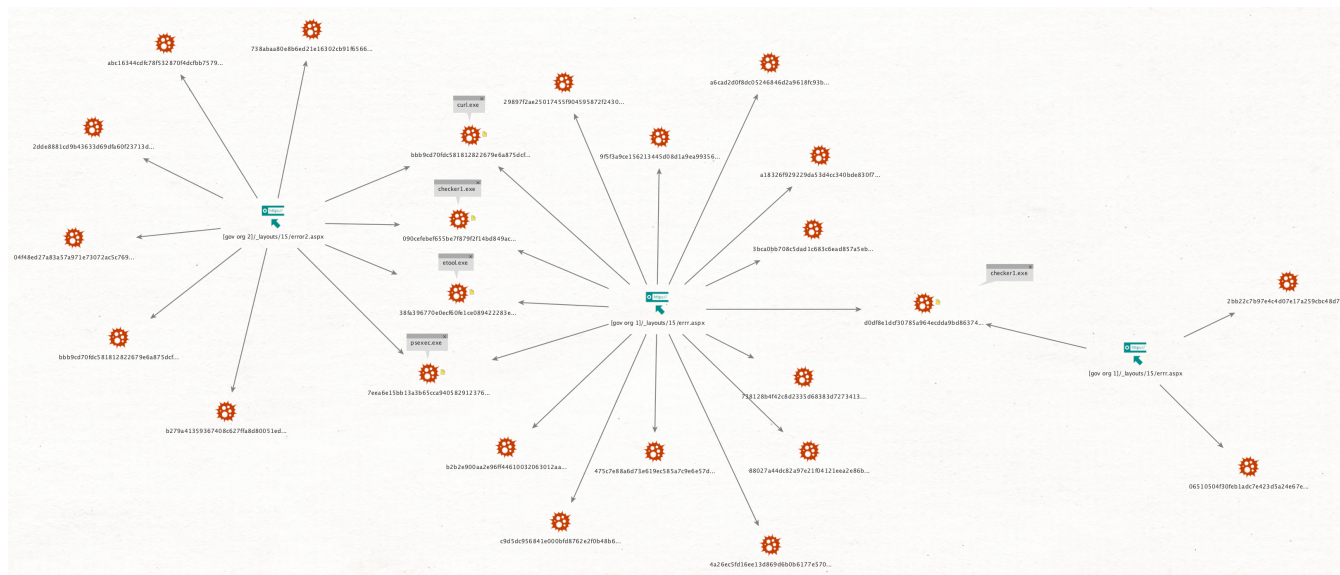 738abaa80e8b6ed21e16302cb91f6566...
abc16344cdfc78f532870f4dcfbb7579...
a6cad2d0f8dc05246846d2a9618fc93b...
29897f2ae25017455f904595872f2430...
curl.exe
2dde8881cd9b43633d69dfa60f23713d...
bbb9cd70fdc581812822679e6a875dcf...
9f5f3a9ce156213445d08d1a9ea99356...
a18326f929229da53d4cc340bde830f7...
checker1.exe
[gov org 2]/_layouts/15/error2.aspx
090cefebef655be7f879f2f14bd849ac...
3bca0bb708c5dad1c683c6ead857a5eb...
04f48ed27a83a57a971e73072ac5c769...
etool.exe
checker1.exe
38fa396770e0ecf60fe1ce089422283e...
2bb22c7b97e4c4d07e17a259cbc48d7
[gov org 1]/_layouts/15/errr.aspx
d0df8e1dcf30785a964ecdda9bd86374...
psexec.exe
bbb9cd70fdc581812822679e6a875dcf...
[gov org 1]/_layouts/15/errr.aspx
7eea6e15bb13a3b65cca940582912376...
738128b4f42c8d2335d68383d7273413...
b279a41359367408c627ffa8d80051ed...
b2b2e900aa2e96ff44610032063012aa...
475c7e88a6d73e619ec585a7c9e6e57d...
88027a44dc82a97e21f04121eea2e86b...
06510504f30feb1adc7e423d5a24e67e...
c9d5dc956841e000bfd8762e2f0b48b6...
4a26ec5fd16ee13d869d6b0b6177e570...